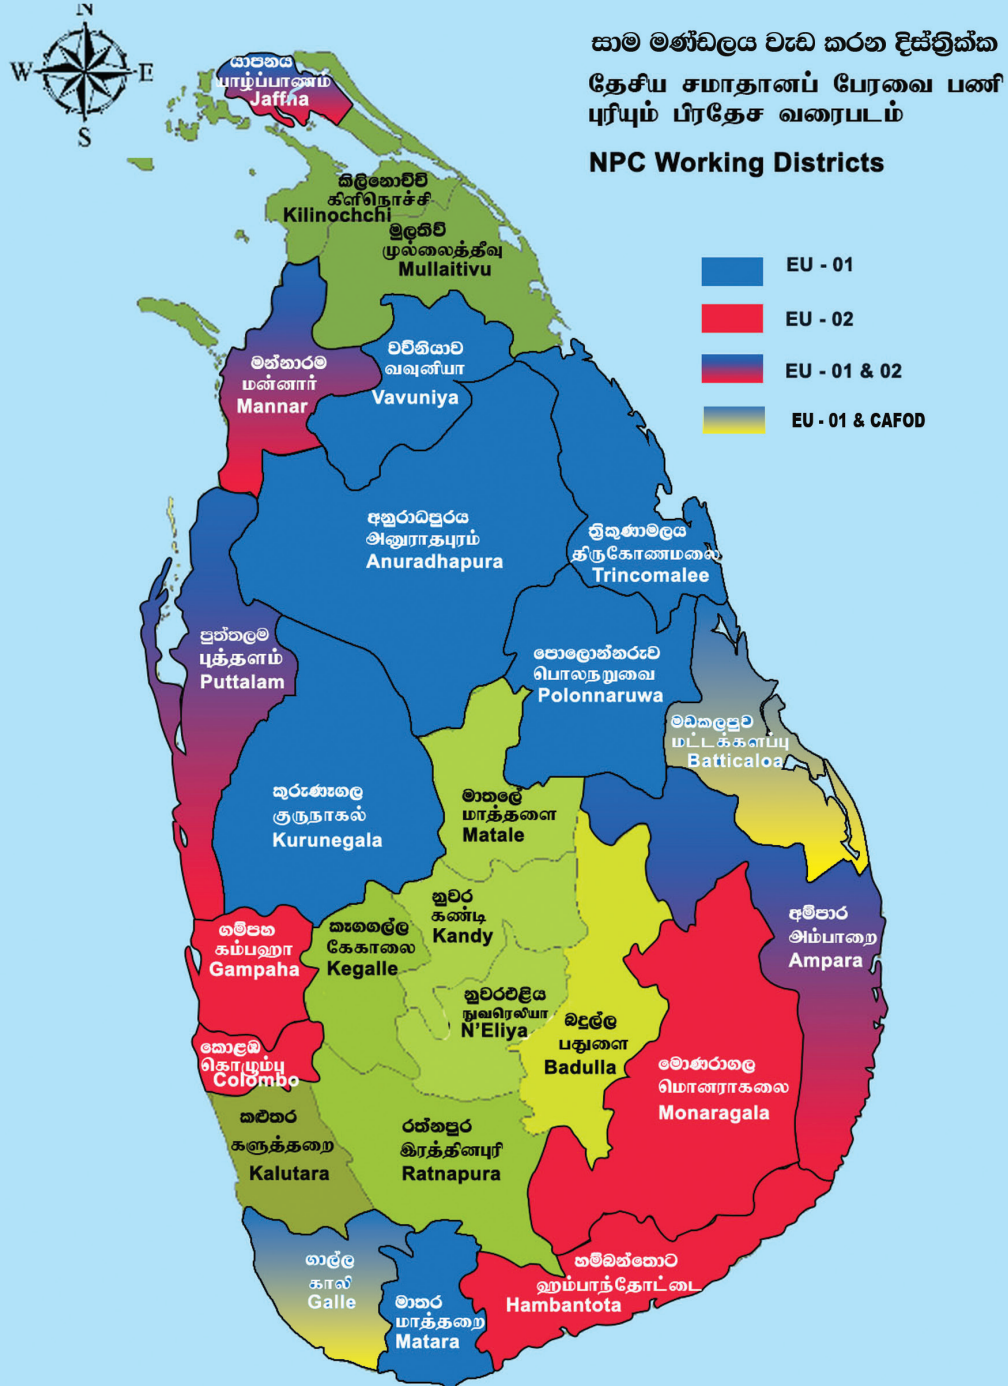 N
W
E
S
සාම මණ්ඩලය වැඩ කරන දිස්ත්‍රික්ක
தேசிய சமாதானப் பேரவை பணி
புரியும் பிரதேச வரைபடம்
NPC Working Districts
EU - 01
EU - 02
EU - 01 & 02
EU - 01 & CAFOD
යාපනය
யாழ்ப்பாணம்
Jaffna
කිලිනොච්චි
கிளிநொச்சி
Kilinochchi
මුලතිව්
முல்லைத்தீவு
Mullaitivu
වව්නියාව
வவுனியா
Vavuniya
මන්නාරම
மன்னார்
Mannar
අනුරාධපුරය
அனுராதபுரம்
Anuradhapura
ත්‍රිකුණාමලය
திருகோணமலை
Trincomalee
පුත්තලම
புத்தளம்
Puttalam
පොලොන්නරුව
பொலநறுவை
Polonnaruwa
මඩකලපුව
மட்டக்களப்பு
Batticaloa
කුරුණෑගල
குருநாகல்
Kurunegala
මාතලේ
மாத்தளை
Matale
නුවර
கண்டி
Kandy
ගම්පහ
கம்பஹா
Gampaha
කෑගගල්ල
கேகாலை
Kegalle
අම්පාර
அம்பாறை
Ampara
නුවරඑළිය
நுவரெலியா
N'Eliya
බදුල්ල
பதுளை
Badulla
කොළඹ
கொழும்பு
Colombo
මොණරාගල
மொனராகலை
Monaragala
කළුතර
களுத்தறை
Kalutara
රත්නපුර
இரத்தினபுரி
Ratnapura
ගාල්ල
காலி
Galle
හම්බන්තොට
ஹம்பாந்தோட்டை
Hambantota
මාතර
மாத்தறை
Matara